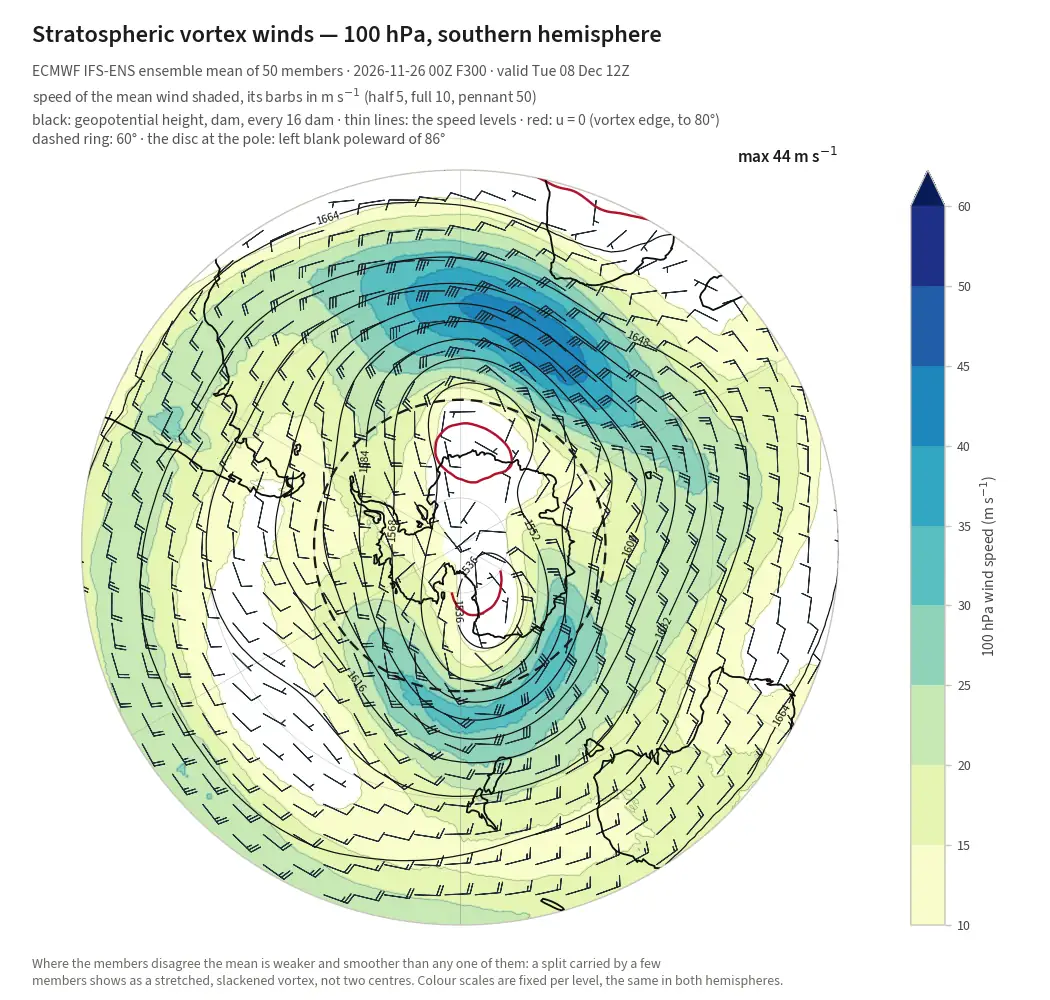 Stratospheric vortex winds — 100 hPa, southern hemisphere
ECMWF IFS-ENS ensemble mean of 50 members · 2026-11-26 00Z F300 · valid Tue 08 Dec 12Z
speed of the mean wind shaded, its barbs in m s⁻¹ (half 5, full 10, pennant 50)
black: geopotential height, dam, every 16 dam · thin lines: the speed levels · red: u = 0 (vortex edge, to 80°)
dashed ring: 60° · the disc at the pole: left blank poleward of 86°
max 44 m s⁻¹
1664
1648
1584
1568
1552
1536
1536
1600
1632
1616
1664
60
50
45
40
35
30
25
20
15
10
100 hPa wind speed (m s⁻¹)
Where the members disagree the mean is weaker and smoother than any one of them: a split carried by a few
members shows as a stretched, slackened vortex, not two centres. Colour scales are fixed per level, the same in both hemispheres.